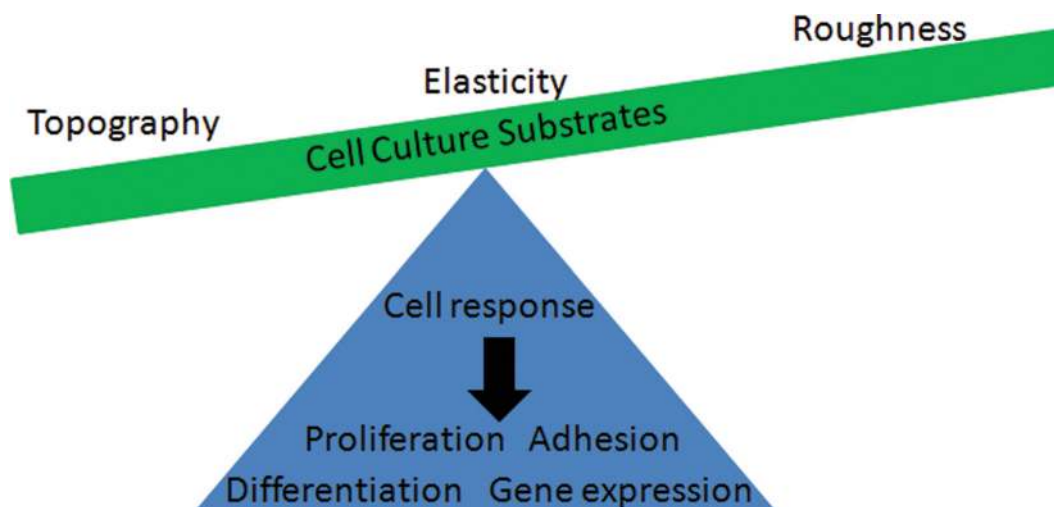 Roughness
Elasticity
Topography
Cell Culture Substrates
Cell response
Proliferation Adhesion
Differentiation Gene expression